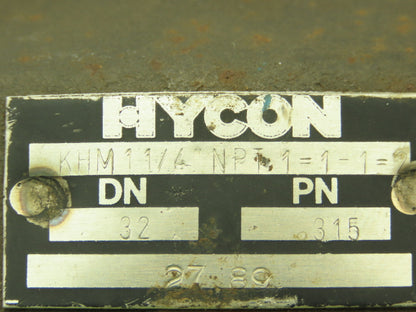 HYCON
KHM 1 1/4 NPT 1=1-1=
DN PN
32 315
27.89